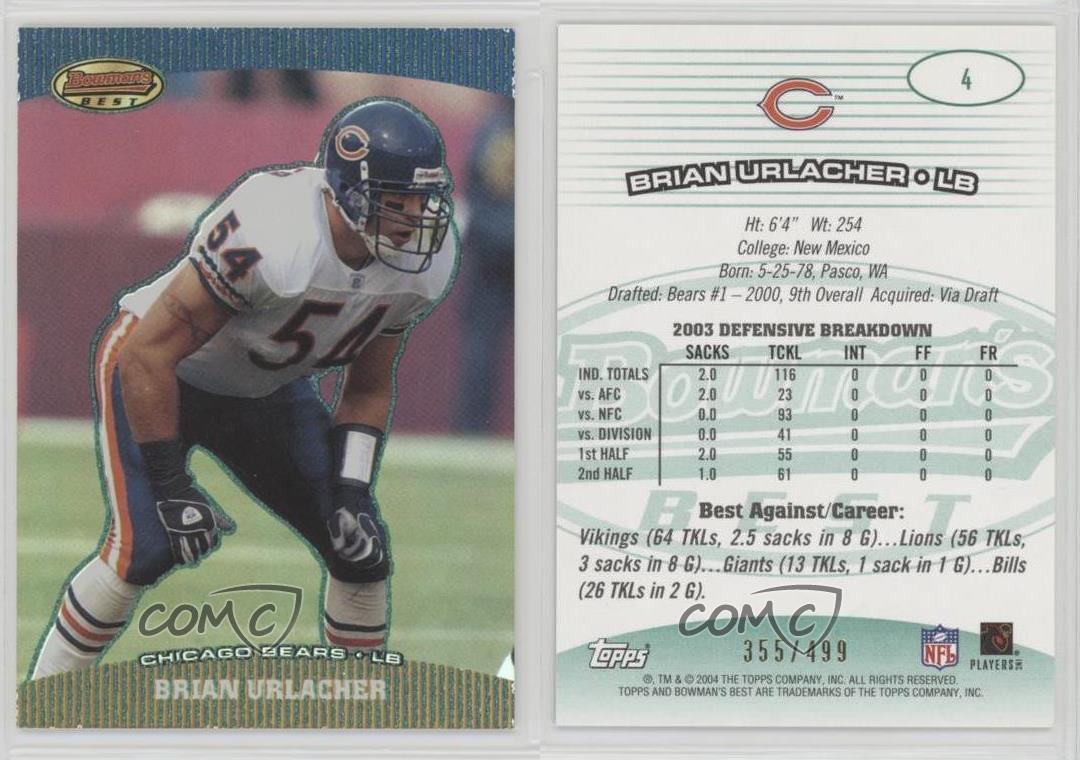 Bowman's
BEST
54
54
COMC
CHICAGO BEARS • LB
BRIAN URLACHER
4
C™
BRIAN URLACHER • LB
Ht: 6'4" Wt: 254
College: New Mexico
Born: 5-25-78, Pasco, WA
Drafted: Bears #1 – 2000, 9th Overall Acquired: Via Draft
2003 DEFENSIVE BREAKDOWN
SACKS TCKL INT FF FR
IND. TOTALS 2.0 116 0 0 0
vs. AFC 2.0 23 0 0 0
vs. NFC 0.0 93 0 0 0
vs. DIVISION 0.0 41 0 0 0
1st HALF 2.0 55 0 0 0
2nd HALF 1.0 61 0 0 0
Bowman's
BEST
Best Against/Career:
Vikings (64 TKLs, 2.5 sacks in 8 G)...Lions (56 TKLs,
3 sacks in 8 G)...Giants (13 TKLs, 1 sack in 1 G)...Bills
(26 TKLs in 2 G).
COMC
Topps 355/499 NFL PLAYERS INC
®, TM & © 2004 THE TOPPS COMPANY, INC. ALL RIGHTS RESERVED.
TOPPS AND BOWMAN'S BEST ARE TRADEMARKS OF THE TOPPS COMPANY, INC.